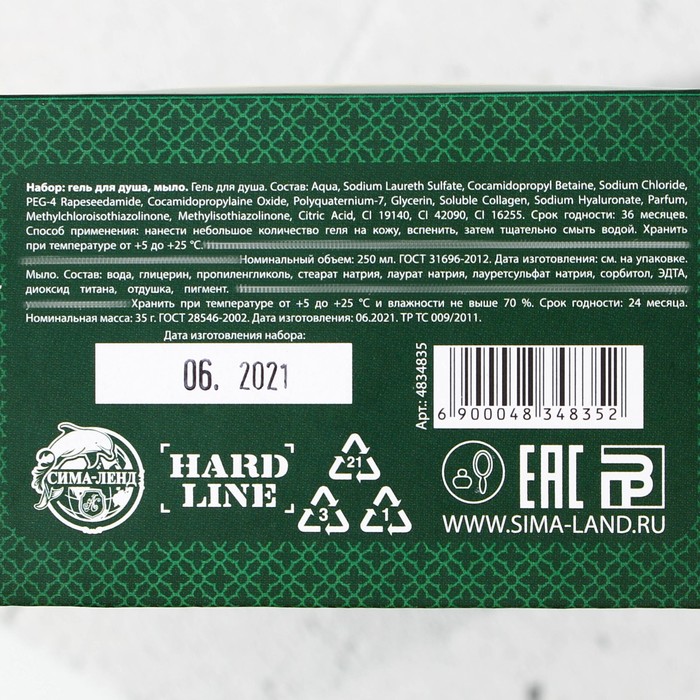 Набор: гель для душа, мыло. Гель для душа. Состав: Aqua, Sodium Laureth Sulfate, Cocamidopropyl Betaine, Sodium Chloride,
PEG-4 Rapeseedamide, Cocamidopropylaine Oxide, Polyquaternium-7, Glycerin, Soluble Collagen, Sodium Hyaluronate, Parfum,
Methylchloroisothiazolinone, Methylisothiazolinone, Citric Acid, CI 19140, CI 42090, CI 16255. Срок годности: 36 месяцев.
Способ применения: нанести небольшое количество геля на кожу, вспенить, затем тщательно смыть водой. Хранить
при температуре от +5 до +25 °С.
Номинальный объем: 250 мл. ГОСТ 31696-2012. Дата изготовления: см. на упаковке.
Мыло. Состав: вода, глицерин, пропиленгликоль, стеарат натрия, лаурат натрия, лауретсульфат натрия, сорбитол, ЭДТА,
диоксид титана, отдушка, пигмент.
Хранить при температуре от +5 до +25 °С и влажности не выше 70 %. Срок годности: 24 месяца.
Номинальная масса: 35 г. ГОСТ 28546-2002. Дата изготовления: 06.2021. ТР ТС 009/2011.
Дата изготовления набора:
06. 2021
Арт.: 4834835
6 900048 348352
СИМА-ЛЕНД
HARD
LINE
21
3
1
EAC
WWW.SIMA-LAND.RU